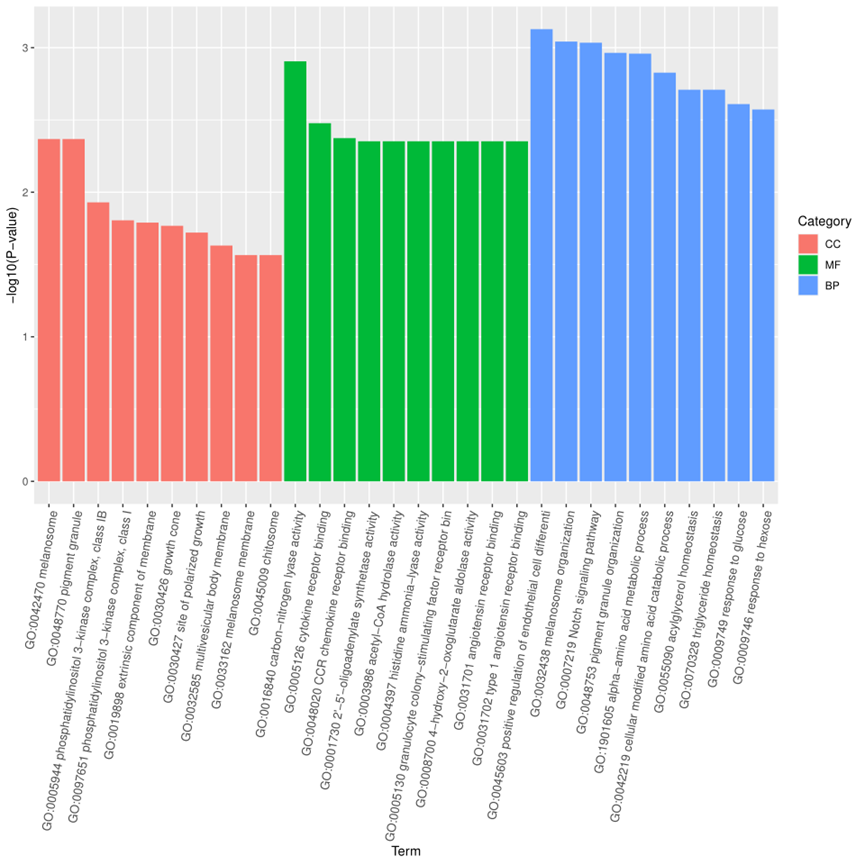 3
2
1
0
−log10(P−value)
GO:0042470 melanosome
GO:0048770 pigment granule
GO:0005944 phosphatidylinositol 3−kinase complex, class IB
GO:0097651 phosphatidylinositol 3−kinase complex, class I
GO:0019898 extrinsic component of membrane
GO:0030426 growth cone
GO:0030427 site of polarized growth
GO:0032585 multivesicular body membrane
GO:0033162 melanosome membrane
GO:0045009 chitosome
GO:0016840 carbon−nitrogen lyase activity
GO:0005126 cytokine receptor binding
GO:0048020 CCR chemokine receptor binding
GO:0001730 2'−5'−oligoadenylate synthetase activity
GO:0003986 acetyl−CoA hydrolase activity
GO:0004397 histidine ammonia−lyase activity
GO:0005130 granulocyte colony−stimulating factor receptor bin
GO:0008700 4−hydroxy−2−oxoglutarate aldolase activity
GO:0031701 angiotensin receptor binding
GO:0031702 type 1 angiotensin receptor binding
GO:0045603 positive regulation of endothelial cell differenti
GO:0032438 melanosome organization
GO:0007219 Notch signaling pathway
GO:0048753 pigment granule organization
GO:1901605 alpha−amino acid metabolic process
GO:0042219 cellular modified amino acid catabolic process
GO:0055090 acylglycerol homeostasis
GO:0070328 triglyceride homeostasis
GO:0009749 response to glucose
GO:0009746 response to hexose
Term
Category
CC
MF
BP